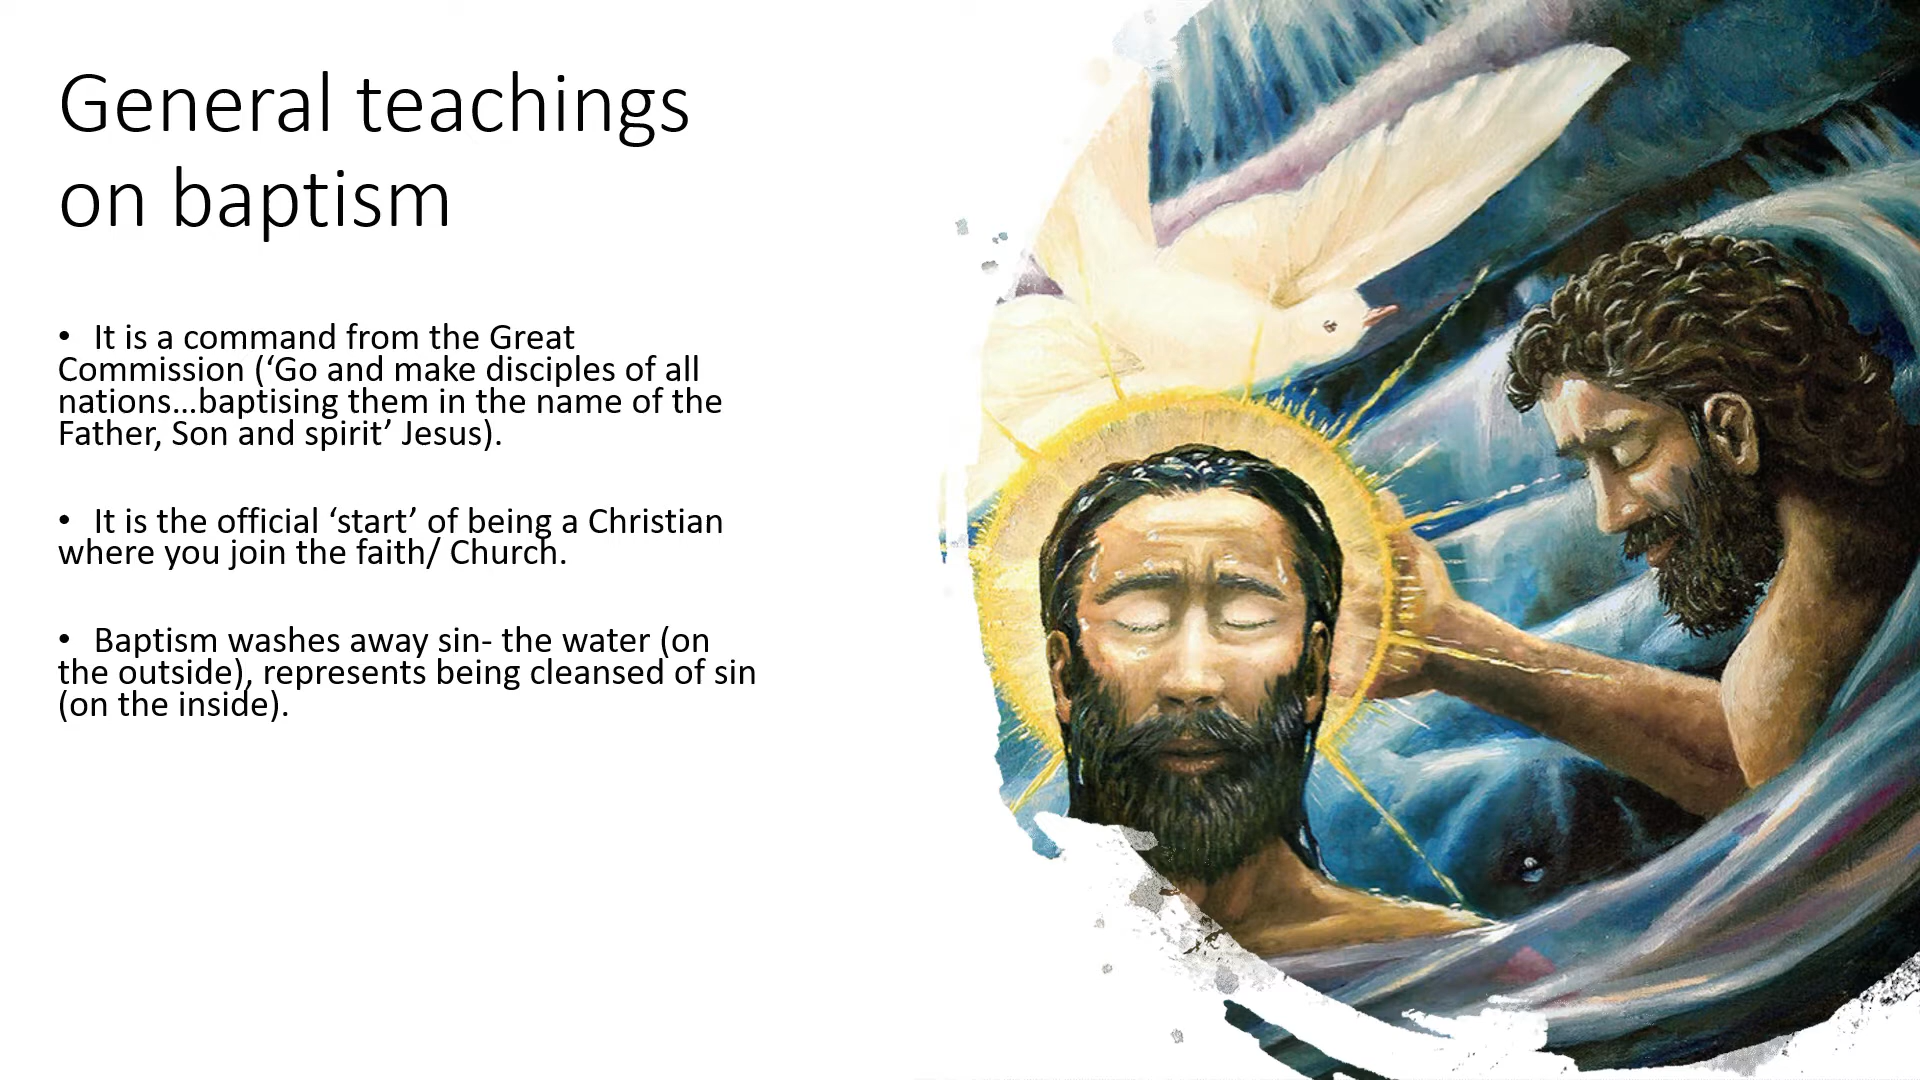 General teachings
on baptism
• It is a command from the Great
Commission (‘Go and make disciples of all
nations…baptising them in the name of the
Father, Son and spirit’ Jesus).
• It is the official ‘start’ of being a Christian
where you join the faith/ Church.
• Baptism washes away sin- the water (on
the outside), represents being cleansed of sin
(on the inside).